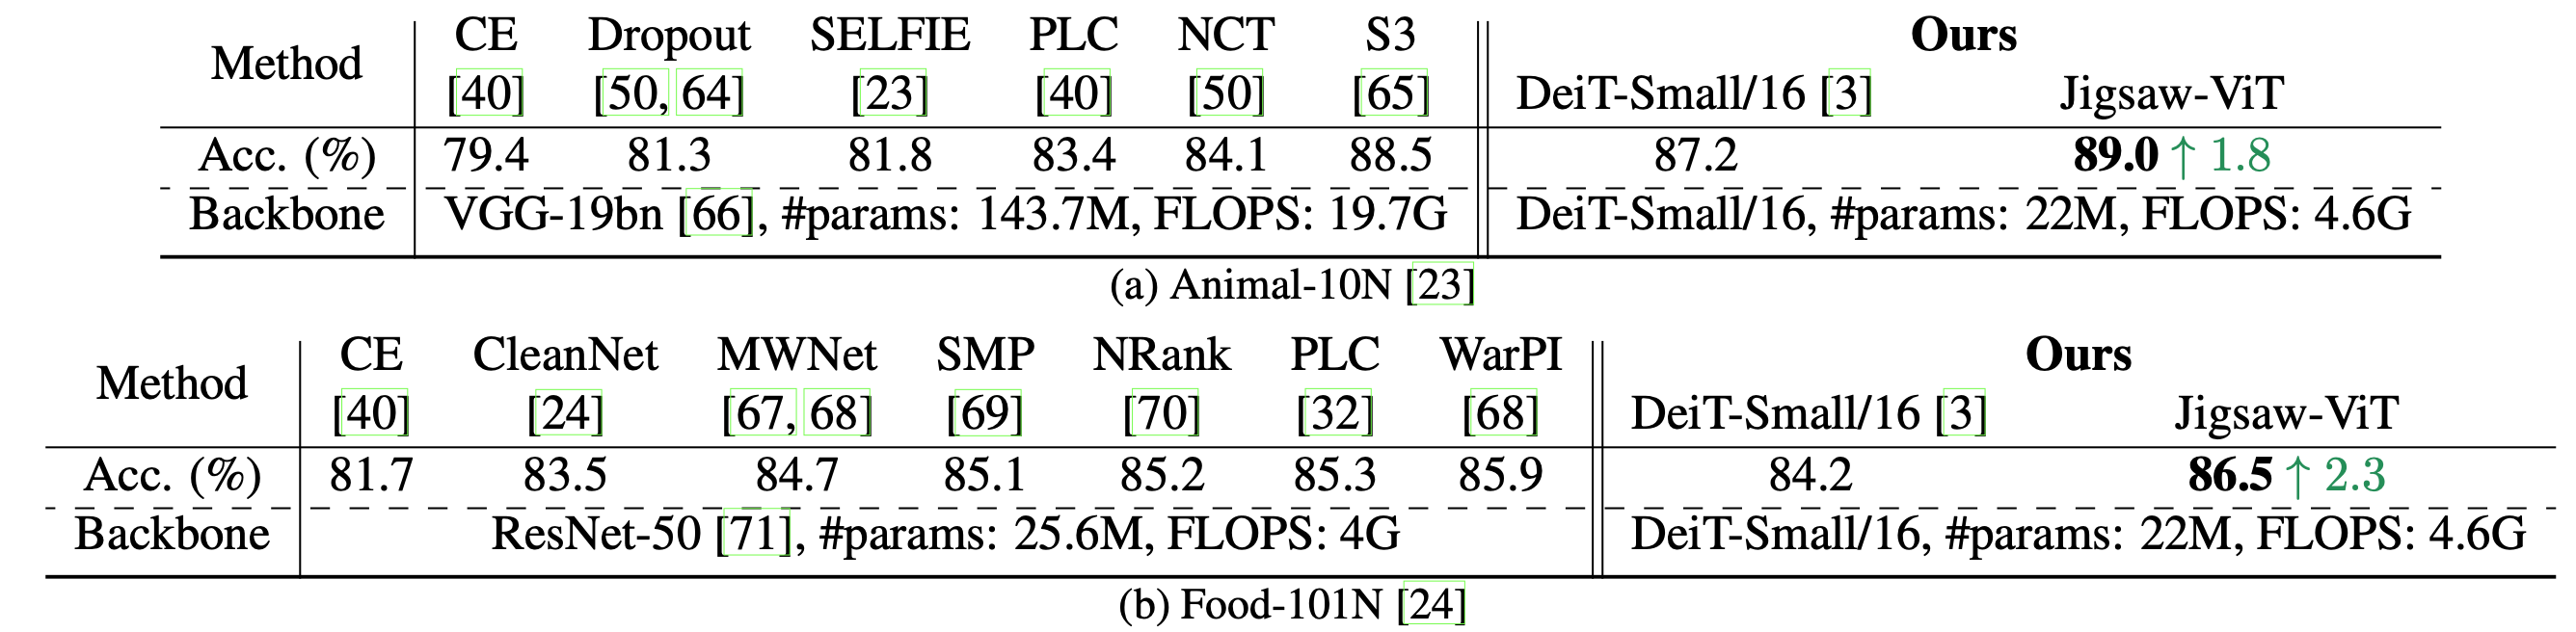 Method CE Dropout SELFIE PLC NCT S3 Ours
[40] [50, 64] [23] [40] [50] [65] DeiT-Small/16 [3] Jigsaw-ViT
Acc. (%) 79.4 81.3 81.8 83.4 84.1 88.5 87.2 89.0 ↑ 1.8
Backbone VGG-19bn [66], #params: 143.7M, FLOPS: 19.7G DeiT-Small/16, #params: 22M, FLOPS: 4.6G
(a) Animal-10N [23]
Method CE CleanNet MWNet SMP NRank PLC WarPI Ours
[40] [24] [67, 68] [69] [70] [32] [68] DeiT-Small/16 [3] Jigsaw-ViT
Acc. (%) 81.7 83.5 84.7 85.1 85.2 85.3 85.9 84.2 86.5 ↑ 2.3
Backbone ResNet-50 [71], #params: 25.6M, FLOPS: 4G DeiT-Small/16, #params: 22M, FLOPS: 4.6G
(b) Food-101N [24]